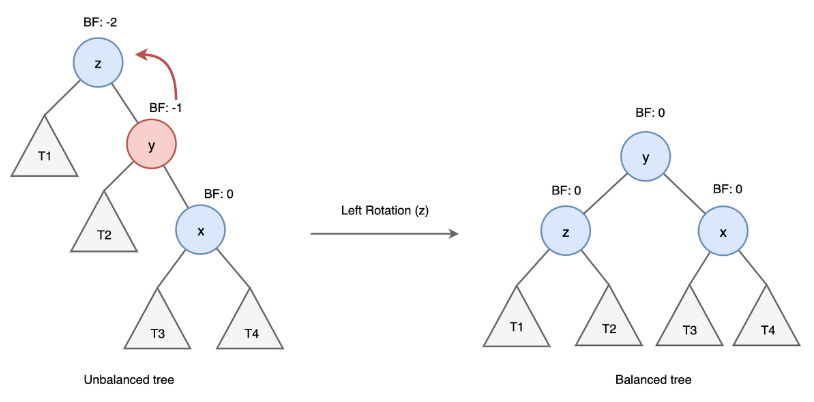 BF: -2
z
BF: -1
T1
y
T2
BF: 0
x
T3
T4
Unbalanced tree
Left Rotation (z)
BF: 0
y
BF: 0
BF: 0
z
x
T1
T2
T3
T4
Balanced tree